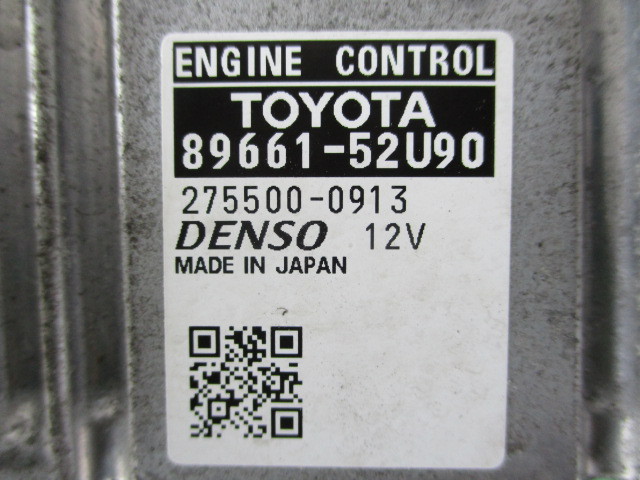 ENGINE CONTROL
TOYOTA
89661-52U90
275500-0913
DENSO 12V
MADE IN JAPAN